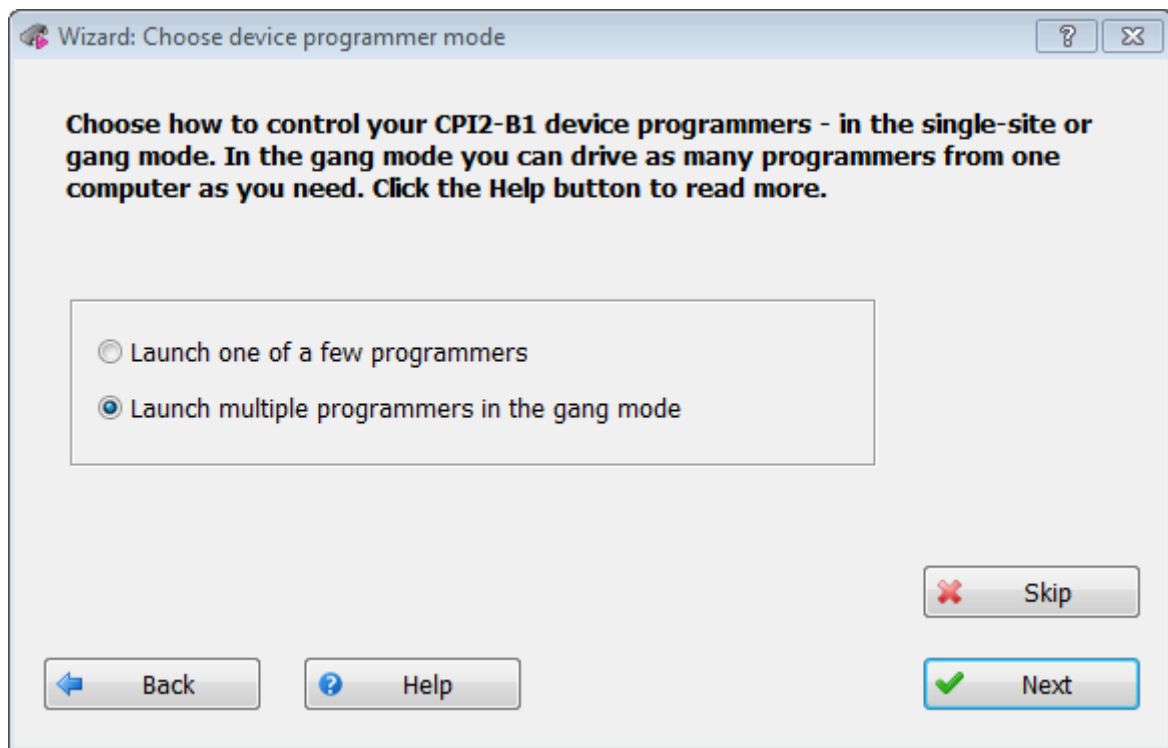 Wizard: Choose device programmer mode
Choose how to control your CPI2-B1 device programmers - in the single-site or
gang mode. In the gang mode you can drive as many programmers from one
computer as you need. Click the Help button to read more.
Launch one of a few programmers
Launch multiple programmers in the gang mode
Skip
Back
Help
Next